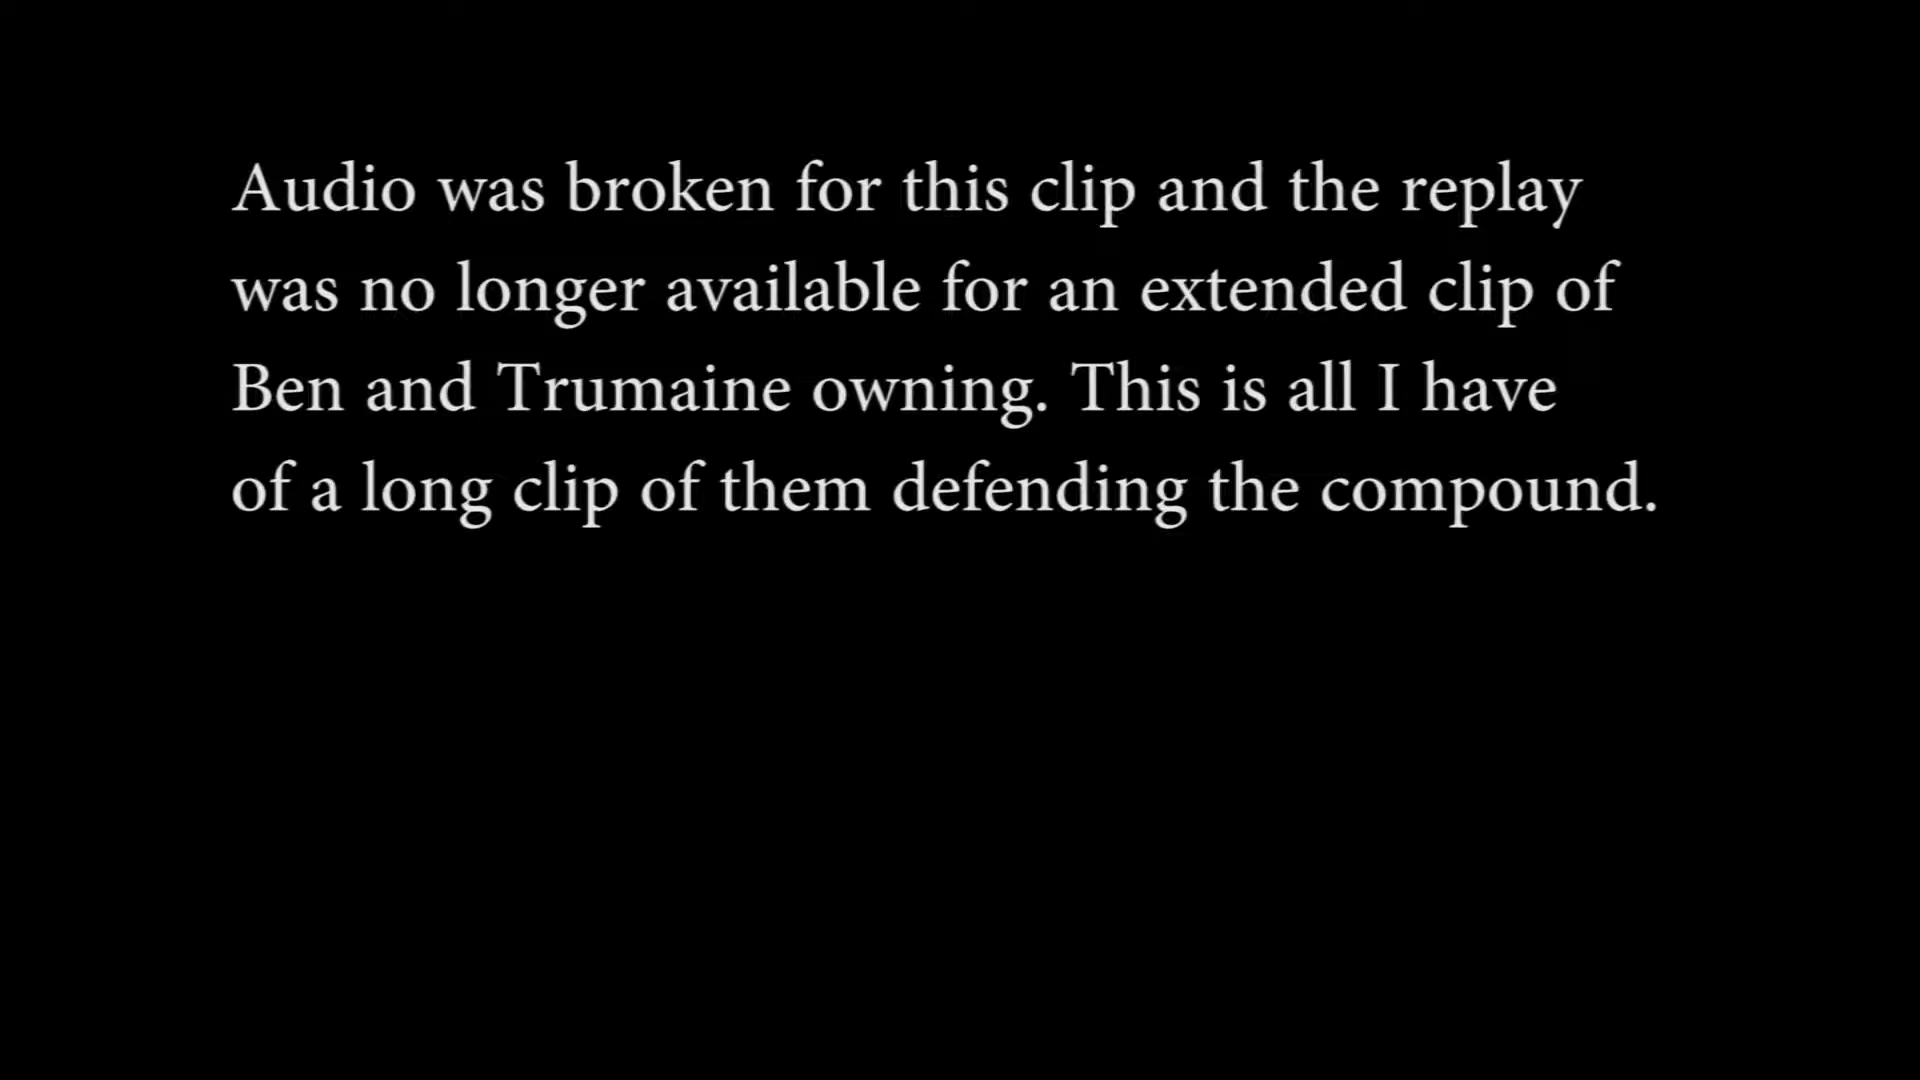 Audio was broken for this clip and the replay
was no longer available for an extended clip of
Ben and Trumaine owning. This is all I have
of a long clip of them defending the compound.